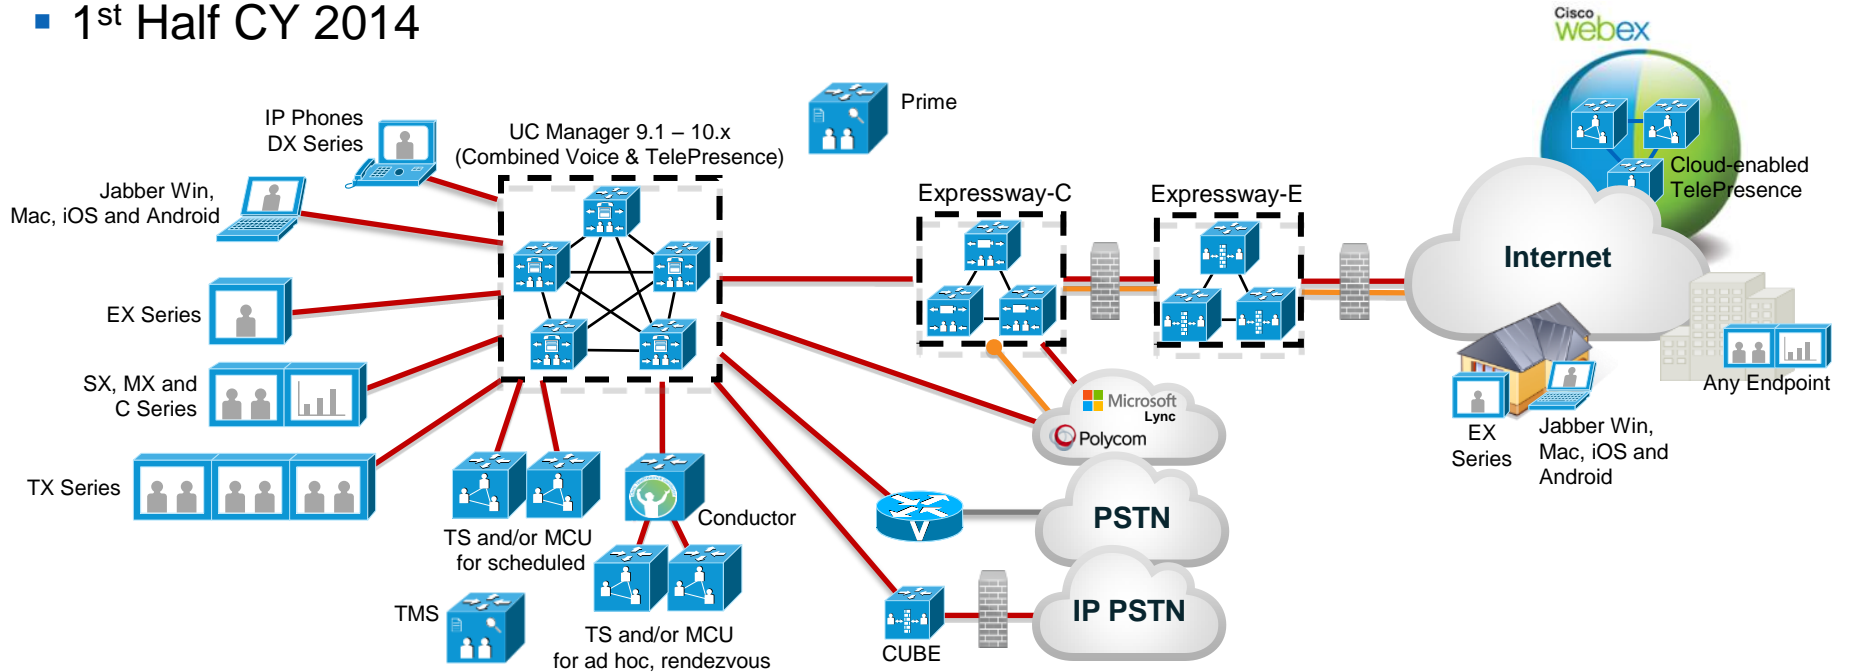 1st Half CY 2014
Cisco
webex
Prime
IP Phones
DX Series
UC Manager 9.1 – 10.x
(Combined Voice & TelePresence)
Jabber Win,
Mac, iOS and Android
Expressway-C
Expressway-E
Cloud-enabled
TelePresence
Internet
EX Series
SX, MX and
C Series
Microsoft
Lync
Polycom
Any Endpoint
EX
Series
Jabber Win,
Mac, iOS and
Android
TX Series
TS and/or MCU
for scheduled
Conductor
V
PSTN
TMS
TS and/or MCU
for ad hoc, rendezvous
CUBE
IP PSTN